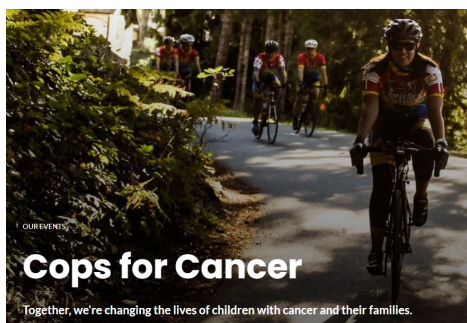 OUR EVENTS
Cops for Cancer
Together, we're changing the lives of children with cancer and their families.